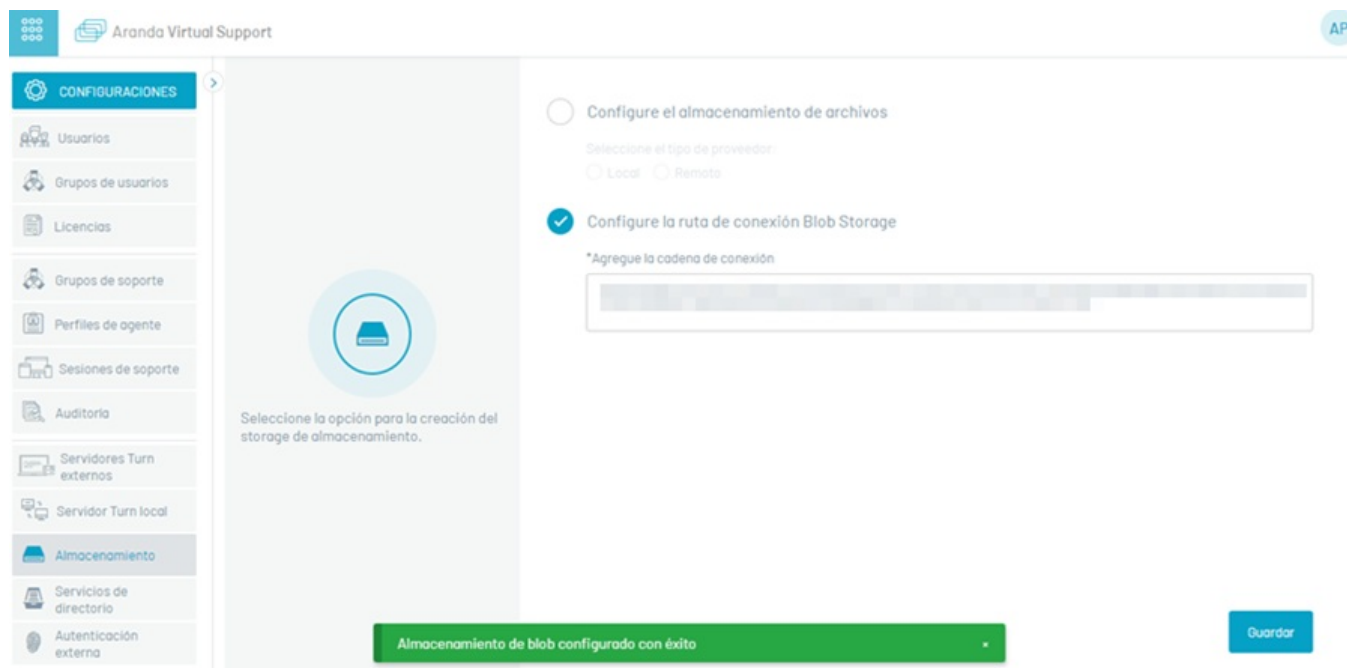 Aranda Virtual Support
AP
CONFIGURACIONES
Usuarios
Grupos de usuarios
Licencias
Grupos de soporte
Perfiles de agente
Sesiones de soporte
Auditoría
Servidores Turn
externos
Servidor Turn local
Almacenamiento
Servicios de
directorio
Autenticación
externa
Seleccione la opción para la creación del
storage de almacenamiento.
Configure el almacenamiento de archivos
Seleccione el tipo de proveedor
Local Remoto
Configure la ruta de conexión Blob Storage
*Agregue la cadena de conexión
Guardar
Almacenamiento de blob configurado con éxito ×